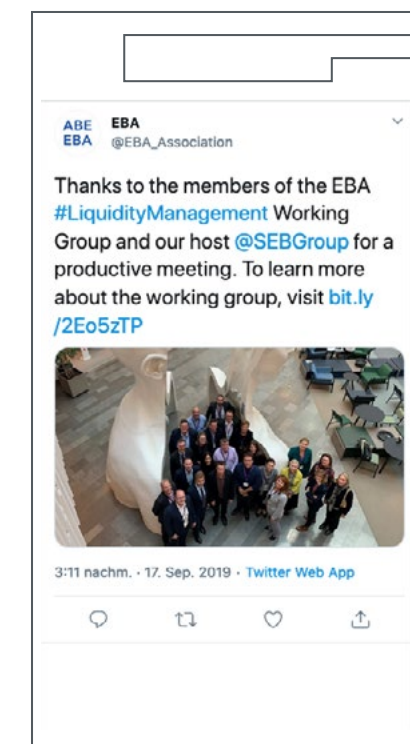 ABE
EBA
EBA
@EBA_Association
Thanks to the members of the EBA
#LiquidityManagement Working
Group and our host @SEBGroup for a
productive meeting. To learn more
about the working group, visit bit.ly
/2Eo5zTP
3:11 nachm. · 17. Sep. 2019 · Twitter Web App